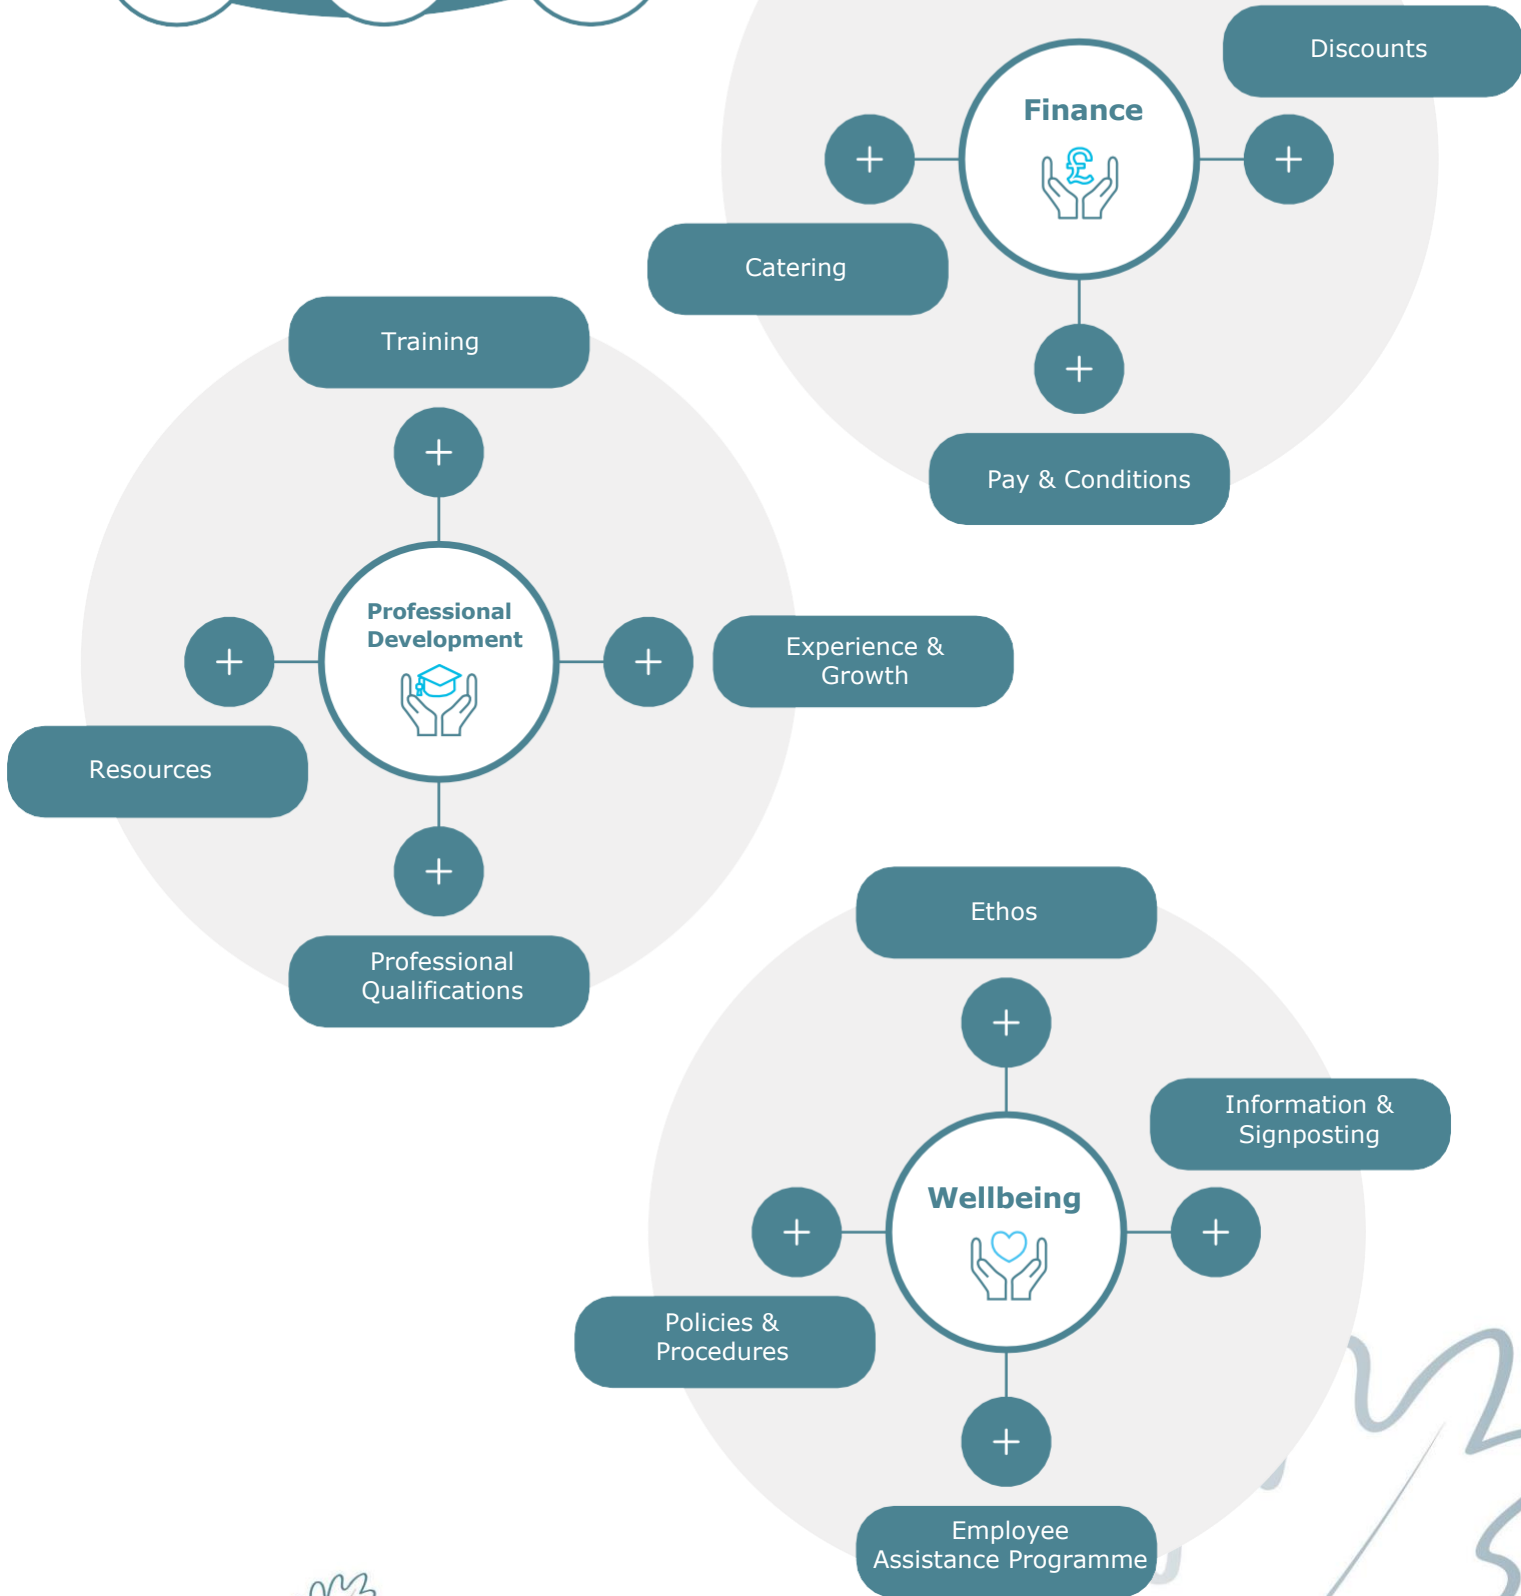 Discounts
Finance
£
+
+
Catering
+
Pay & Conditions
Training
+
Professional
Development
+
+
Experience &
Growth
Resources
+
Professional
Qualifications
Ethos
+
Information &
Signposting
Wellbeing
+
+
Policies &
Procedures
+
Employee
Assistance Programme